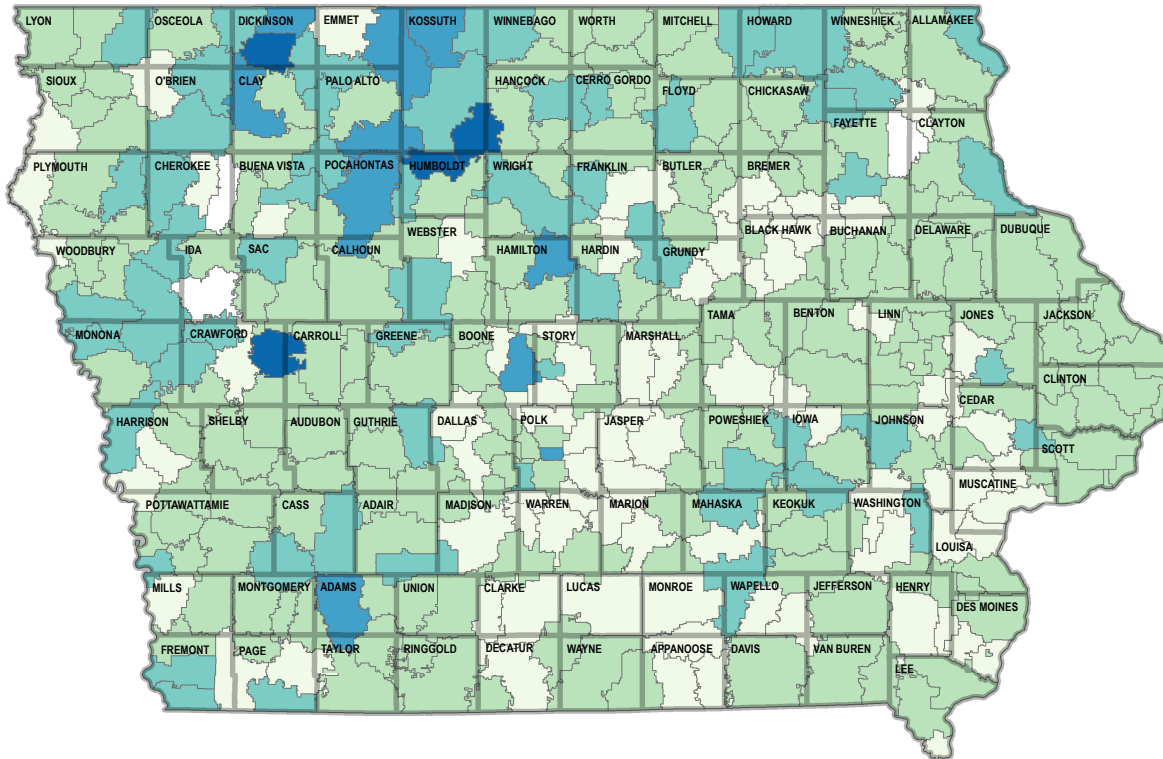 LYON
OSCEOLA
DICKINSON
EMMET
KOSSUTH
WINNEBAGO
WORTH
MITCHELL
HOWARD
WINNESHIEK
ALLAMAKEE
SIOUX
O'BRIEN
CLAY
PALO ALTO
HANCOCK
CERRO GORDO
FLOYD
CHICKASAW
FAYETTE
CLAYTON
PLYMOUTH
CHEROKEE
BUENA VISTA
POCAHONTAS
HUMBOLDT
WRIGHT
FRANKLIN
BUTLER
BREMER
WOODBURY
IDA
SAC
CALHOUN
WEBSTER
HAMILTON
HARDIN
GRUNDY
BLACK HAWK
BUCHANAN
DELAWARE
DUBUQUE
MONONA
CRAWFORD
CARROLL
GREENE
BOONE
STORY
MARSHALL
TAMA
BENTON
LINN
JONES
JACKSON
CLINTON
CEDAR
HARRISON
SHELBY
AUDUBON
GUTHRIE
DALLAS
POLK
JASPER
POWESHIEK
IOWA
JOHNSON
SCOTT
MUSCATINE
POTTAWATTAMIE
CASS
ADAIR
MADISON
WARREN
MARION
MAHASKA
KEOKUK
WASHINGTON
LOUISA
MILLS
MONTGOMERY
ADAMS
UNION
CLARKE
LUCAS
MONROE
WAPELLO
JEFFERSON
HENRY
DES MOINES
FREMONT
PAGE
TAYLOR
RINGGOLD
DECATUR
WAYNE
APPANOOSE
DAVIS
VAN BUREN
LEE